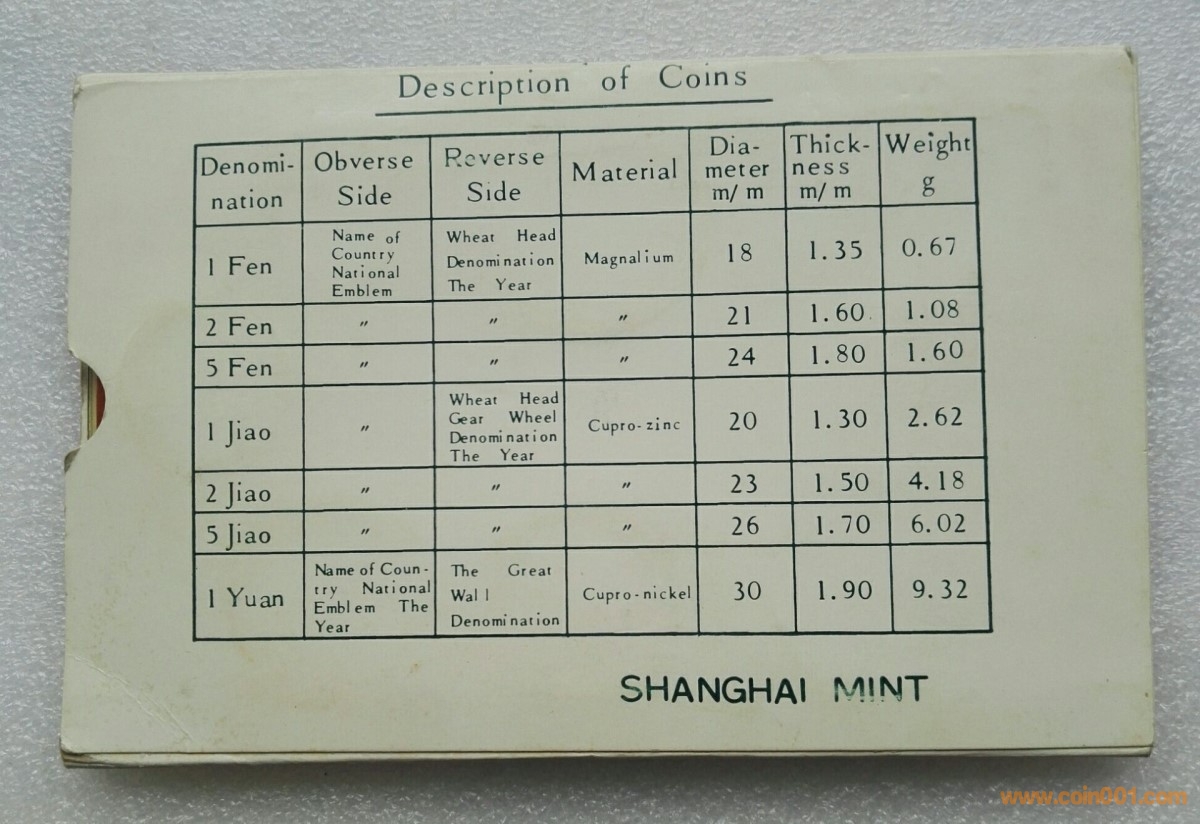 Description of Coins
Denomi-
nation
Obverse
Side
Reverse
Side
Material
Dia-
meter
m/ m
Thick-
ness
m/ m
Weight
g
1 Fen
Name of
Country
National
Emblem
Wheat Head
Denomination
The Year
Magnalium
18
1.35
0.67
2 Fen
〃
〃
〃
21
1.60
1.08
5 Fen
〃
〃
〃
24
1.80
1.60
1 Jiao
〃
Wheat Head
Gear Wheel
Denomination
The Year
Cupro-zinc
20
1.30
2.62
2 Jiao
〃
〃
〃
23
1.50
4.18
5 Jiao
〃
〃
〃
26
1.70
6.02
1 Yuan
Name of Coun-
try National
Emblem The
Year
The Great
Wall
Denomination
Cupro-nickel
30
1.90
9.32
SHANGHAI MINT
www.coin001.com